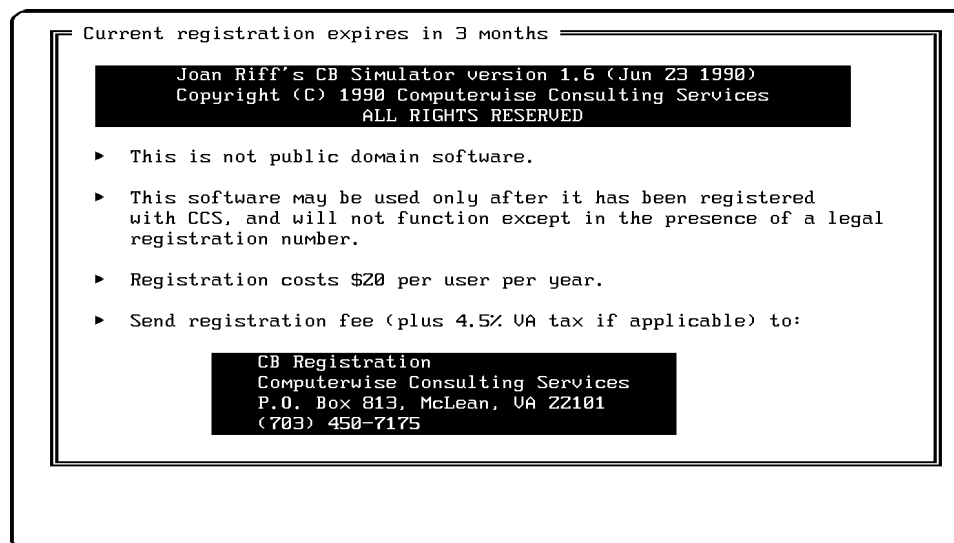 Current registration expires in 3 months
Joan Riff's CB Simulator version 1.6 (Jun 23 1990)
Copyright (C) 1990 Computerwise Consulting Services
ALL RIGHTS RESERVED
► This is not public domain software.
► This software may be used only after it has been registered
with CCS, and will not function except in the presence of a legal
registration number.
► Registration costs $20 per user per year.
► Send registration fee (plus 4.5% VA tax if applicable) to:
CB Registration
Computerwise Consulting Services
P.O. Box 813, McLean, VA 22101
(703) 450-7175